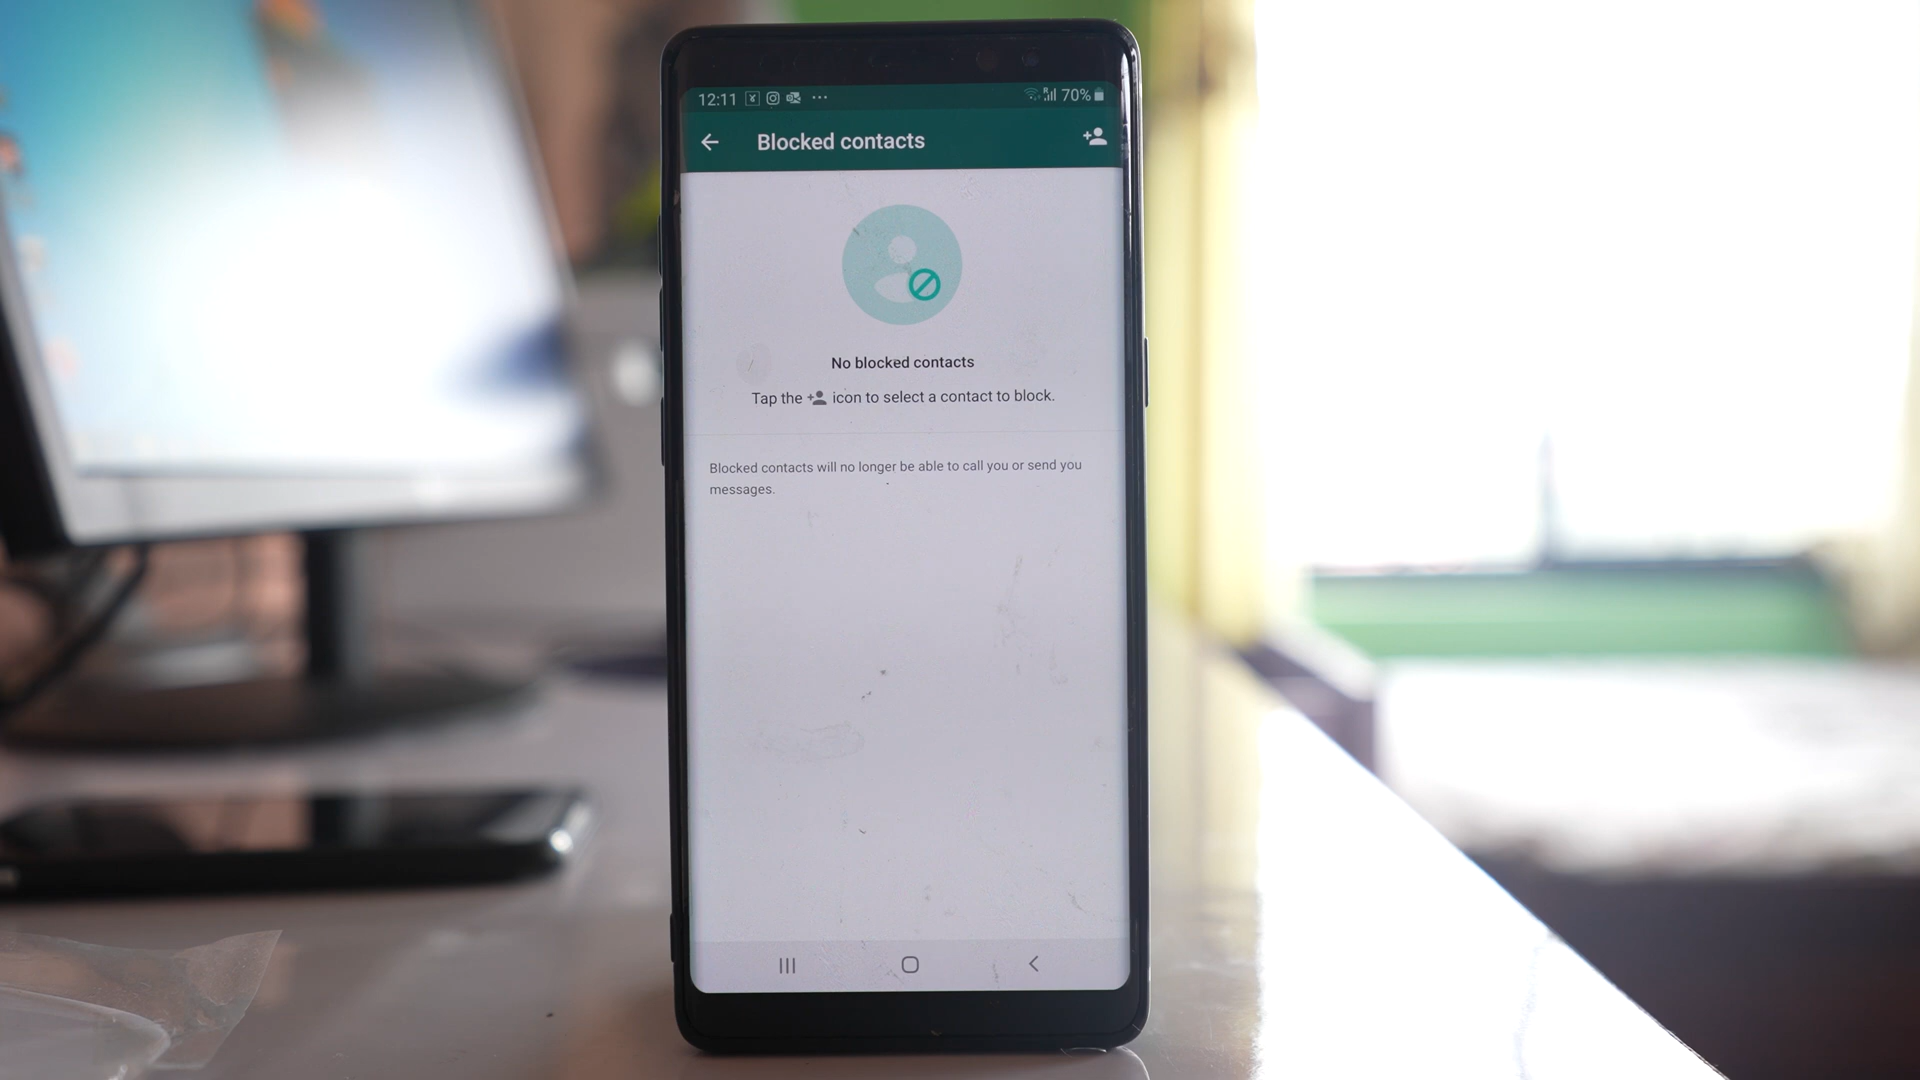 12:11 70%
Blocked contacts
No blocked contacts
Tap the icon to select a contact to block.
Blocked contacts will no longer be able to call you or send you
messages.